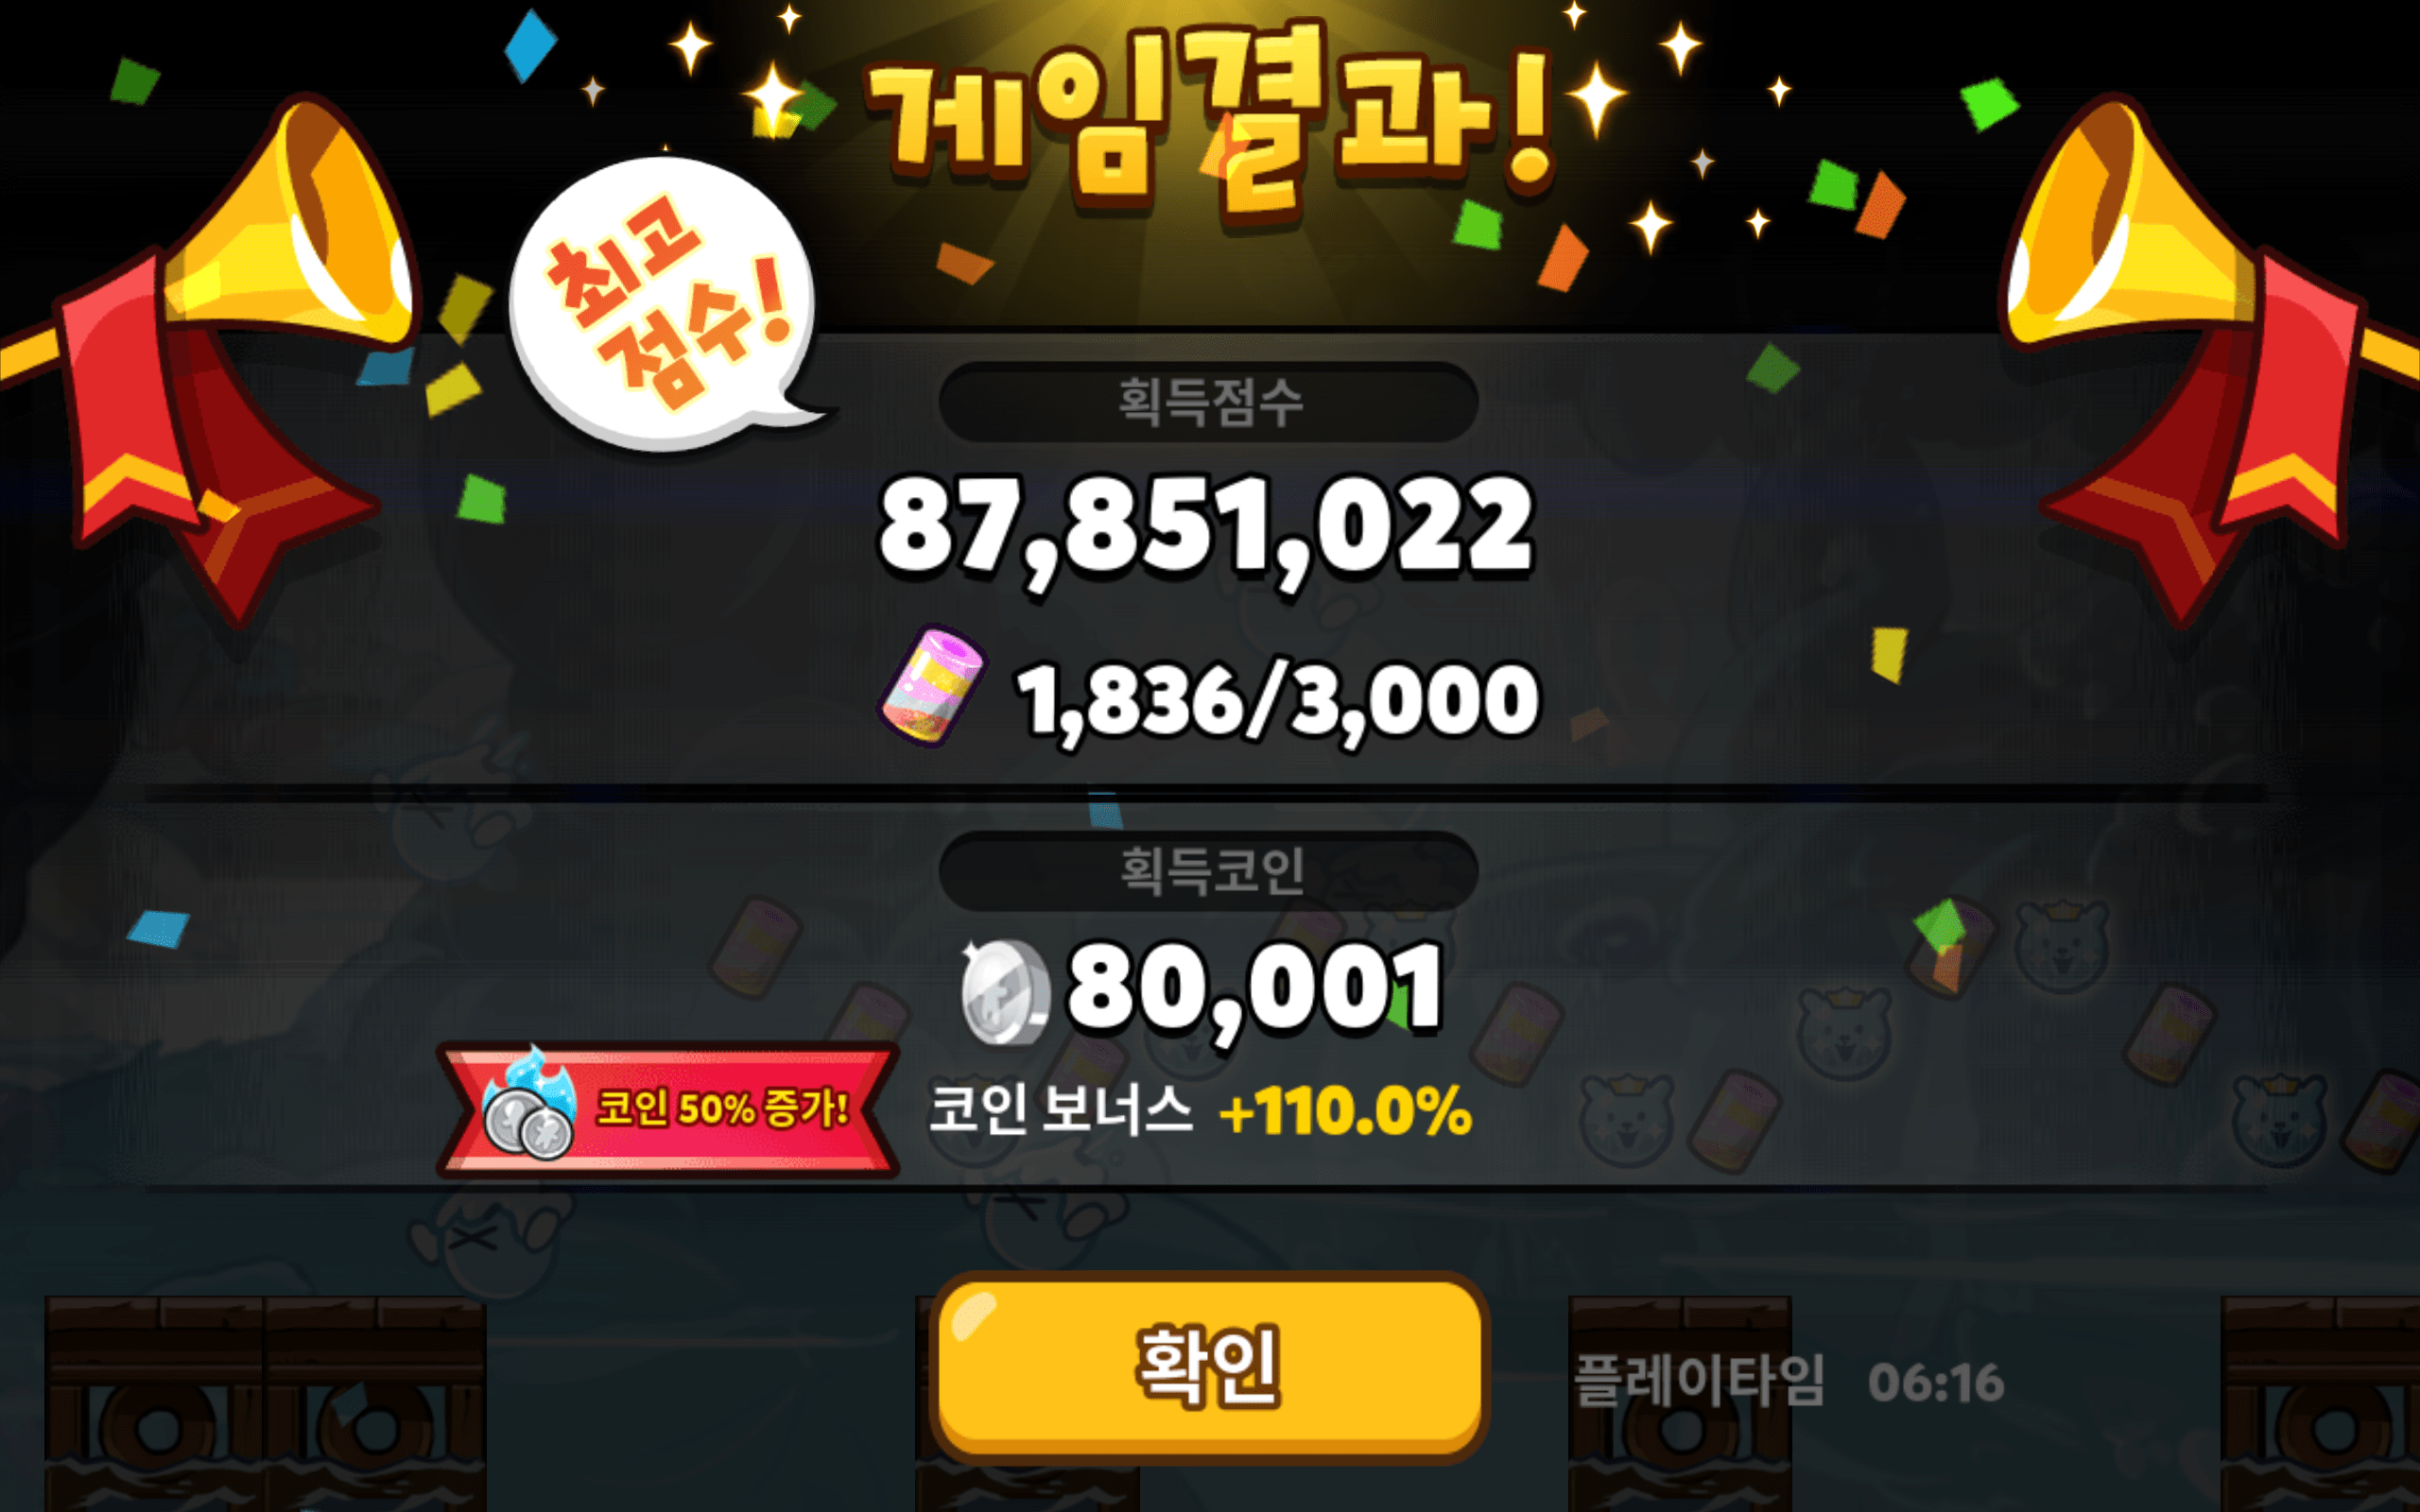 게임결과!
최고
점수!
획득점수
87,851,022
1,836/3,000
획득코인
80,001
코인 50% 증가!
코인 보너스 +110.0%
확인
플레이타임 06:16